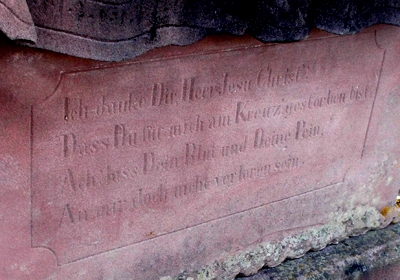 Ich danke Dir Herr Jesu Christ,
Dass Du für mich am Kreuz gestorben bist,
Ach lass Dein Blut und Deine Pein,
An mir doch nicht verloren sein.